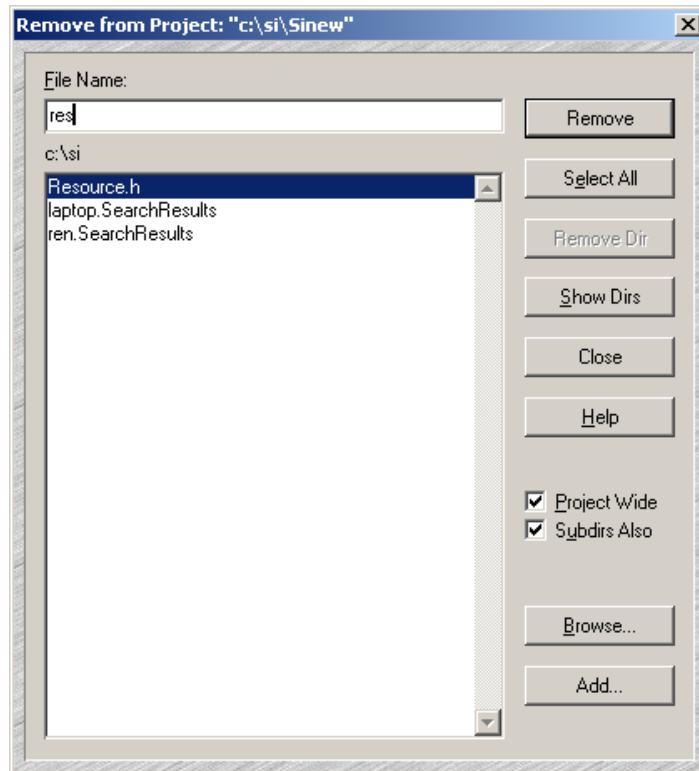 Remove from Project: "c:\si\Sinew"
File Name:
res
Remove
c:\si
Resource.h
laptop.SearchResults
ren.SearchResults
Select All
Remove Dir
Show Dirs
Close
Help
Project Wide
Subdirs Also
Browse...
Add...